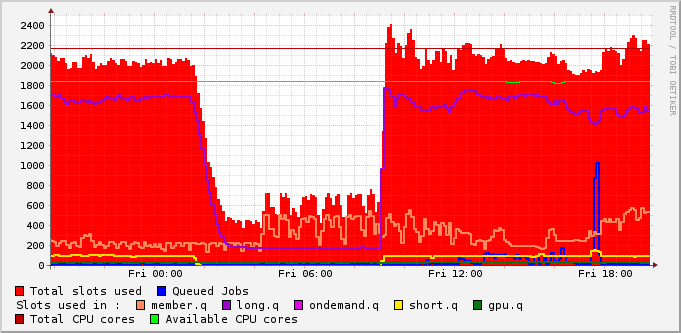 RRDTOOL / TOBI OETIKER
2400
2200
2000
1800
1600
1400
1200
1000
800
600
400
200
0
Fri 00:00 Fri 06:00 Fri 12:00 Fri 18:00
Total slots used Queued Jobs
Slots used in : member.q long.q ondemand.q short.q gpu.q
Total CPU cores Available CPU cores